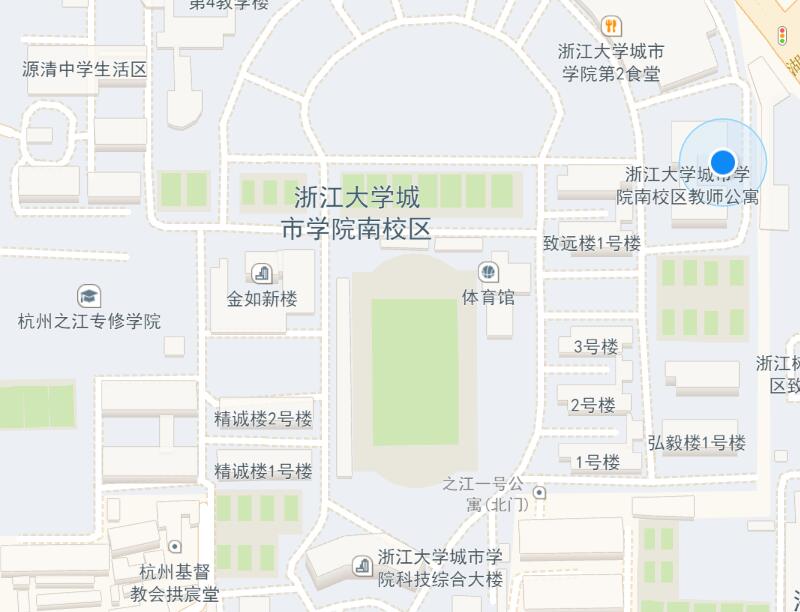 第4教学楼
浙江大学城市
学院第2食堂
源清中学生活区
浙江大学城市学
院南校区教师公寓
浙江大学城
市学院南校区
致远楼1号楼
金如新楼
体育馆
杭州之江专修学院
3号楼
浙江
区致
2号楼
精诚楼2号楼
弘毅楼1号楼
精诚楼1号楼
1号楼
之江一号公
寓(北门)
浙江大学城市学
院科技综合大楼
杭州基督
教会拱宸堂